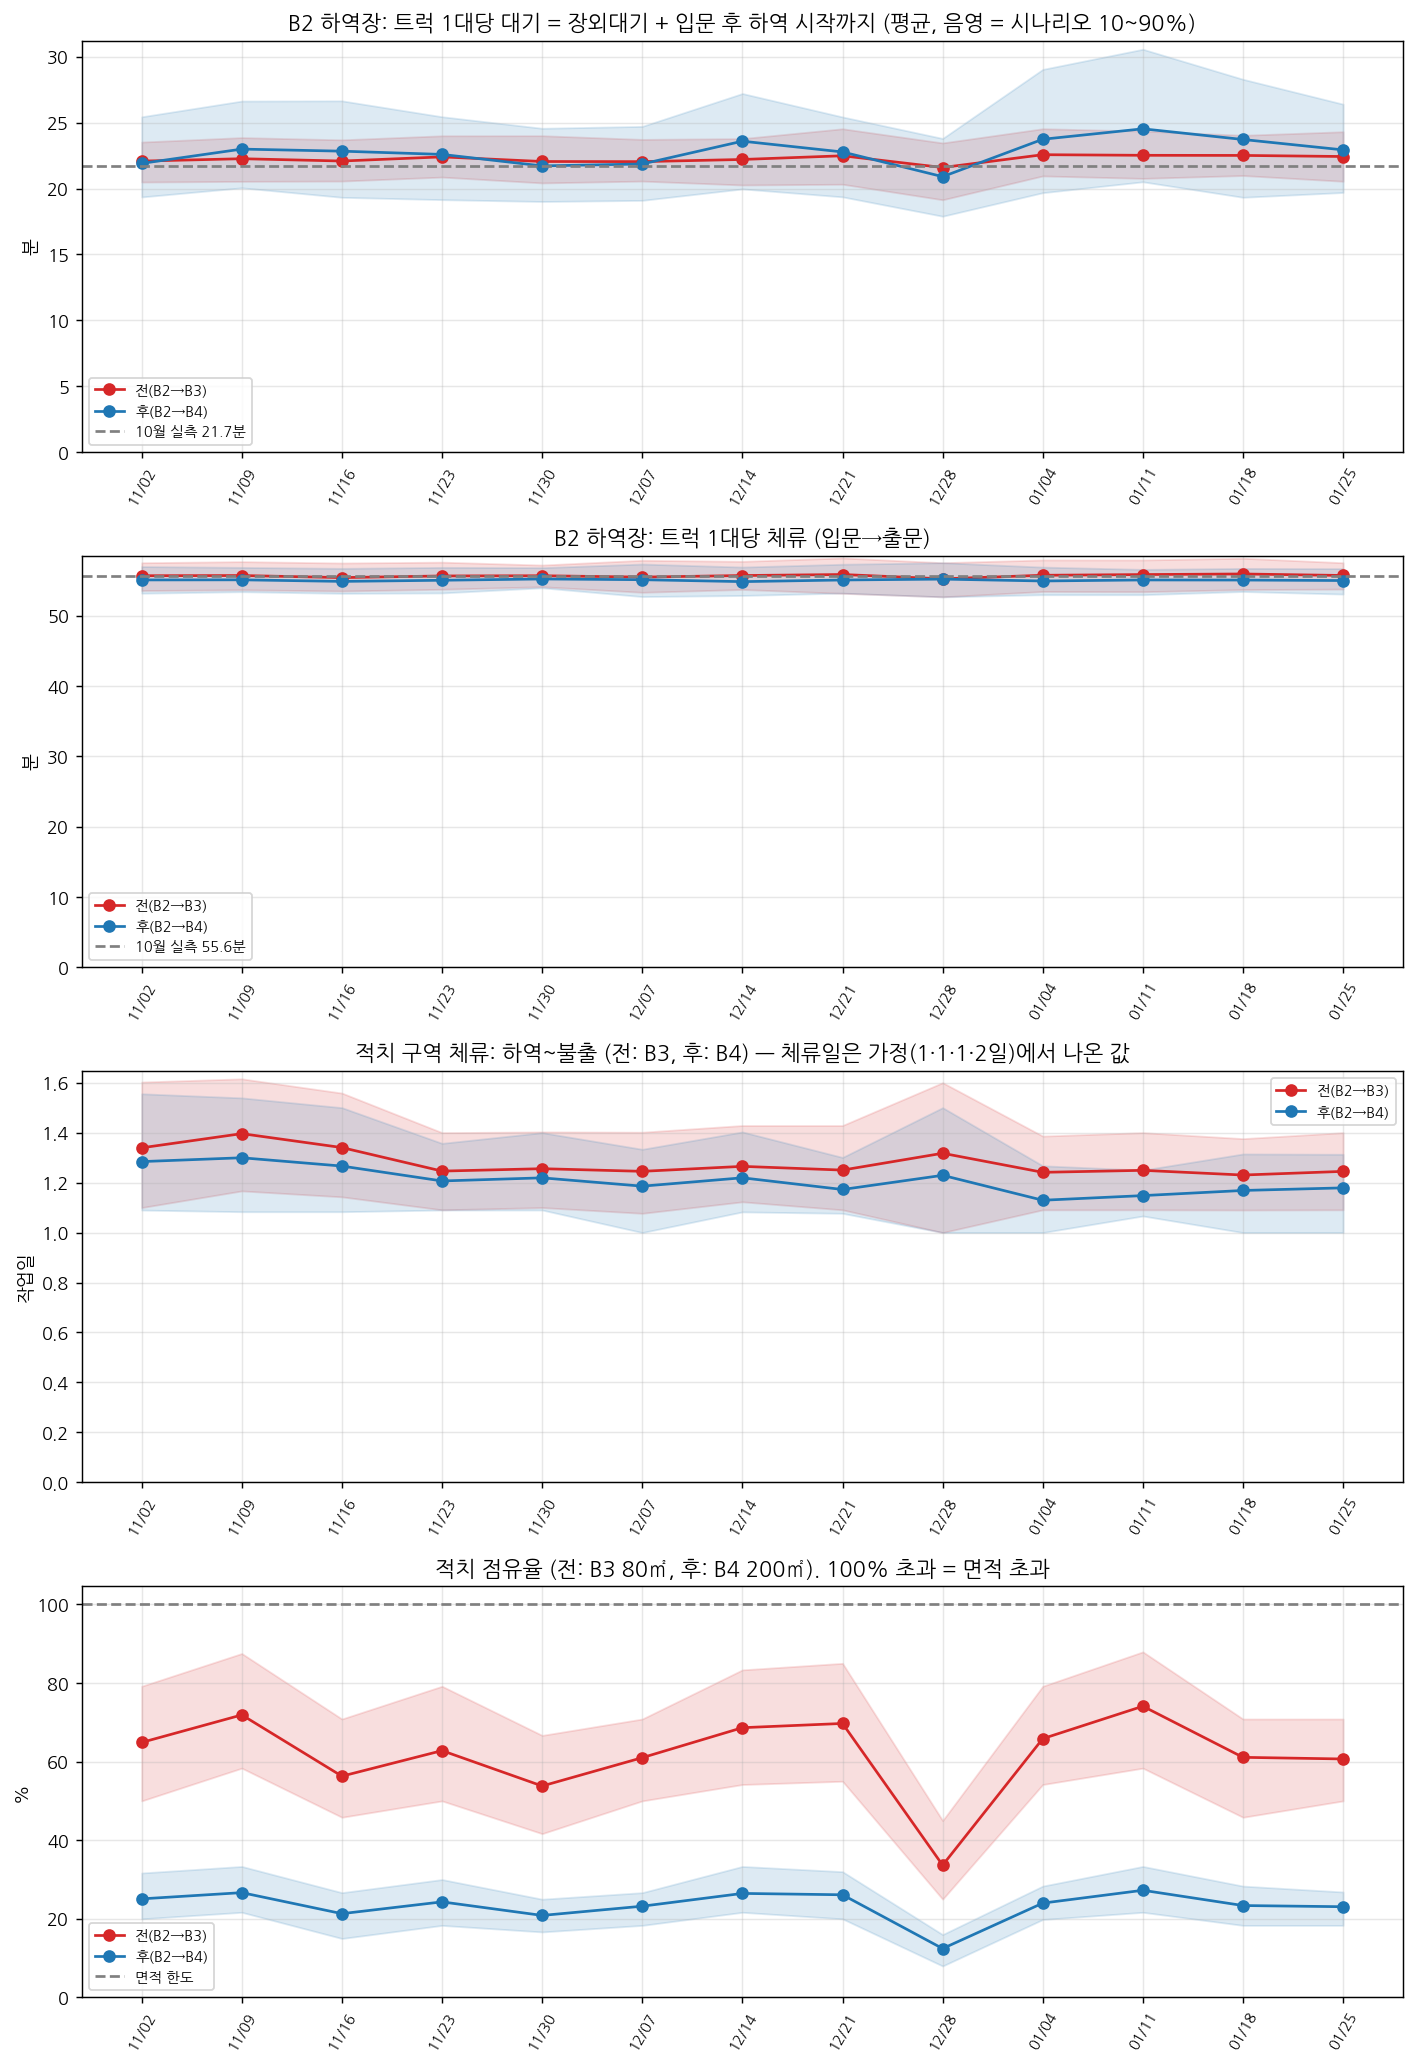 B2 하역장: 트럭 1대당 대기 = 장외대기 + 입문 후 하역 시작까지 (평균, 음영 = 시나리오 10~90%)
30
25
20
15
10
5
0
분
전(B2→B3)
후(B2→B4)
10월 실측 21.7분
11/02 11/09 11/16 11/23 11/30 12/07 12/14 12/21 12/28 01/04 01/11 01/18 01/25
B2 하역장: 트럭 1대당 체류 (입문→출문)
50
40
30
20
10
0
분
전(B2→B3)
후(B2→B4)
10월 실측 55.6분
11/02 11/09 11/16 11/23 11/30 12/07 12/14 12/21 12/28 01/04 01/11 01/18 01/25
적치 구역 체류: 하역~불출 (전: B3, 후: B4) — 체류일은 가정(1·1·1·2일)에서 나온 값
1.6
1.4
1.2
1.0
0.8
0.6
0.4
0.2
0.0
작업일
전(B2→B3)
후(B2→B4)
11/02 11/09 11/16 11/23 11/30 12/07 12/14 12/21 12/28 01/04 01/11 01/18 01/25
적치 점유율 (전: B3 80㎡, 후: B4 200㎡). 100% 초과 = 면적 초과
100
80
60
40
20
0
%
전(B2→B3)
후(B2→B4)
면적 한도
11/02 11/09 11/16 11/23 11/30 12/07 12/14 12/21 12/28 01/04 01/11 01/18 01/25